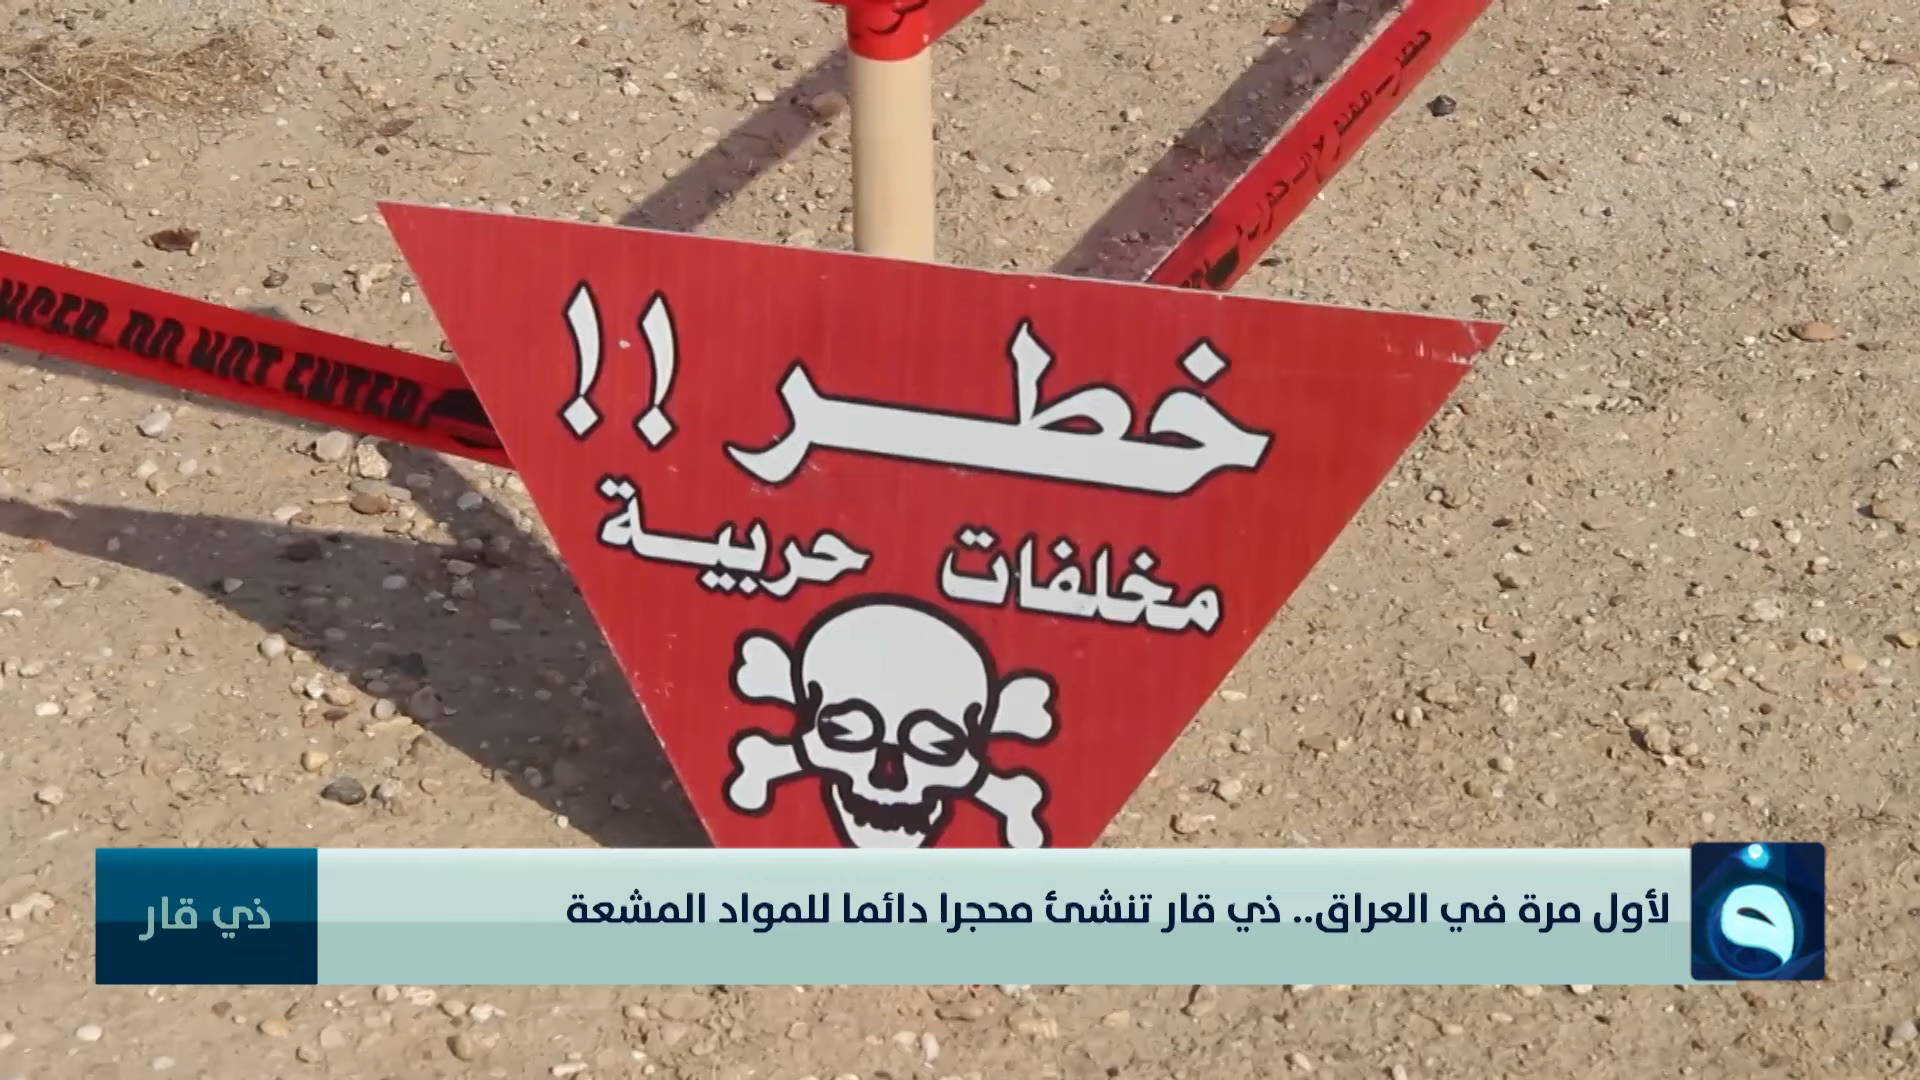 خطر !!
مخلفات حربية
DO NOT ENTER
لأول مرة في العراق.. ذي قار تنشئ محجرا دائما للمواد المشعة
ذي قار